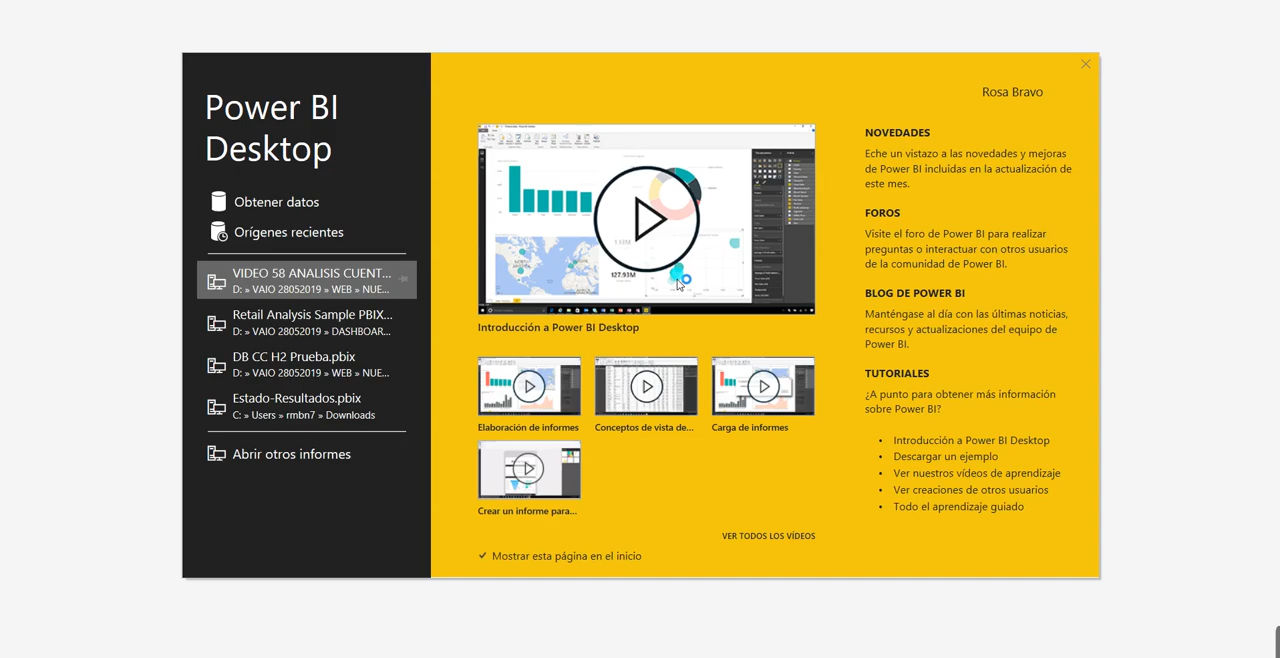 Power BI
Desktop
Obtener datos
Orígenes recientes
VIDEO 58 ANALISIS CUENT...
D: » VAIO 28052019 » WEB » NUE...
Retail Analysis Sample PBIX...
D: » VAIO 28052019 » DASHBOAR...
DB CC H2 Prueba.pbix
D: » VAIO 28052019 » WEB » NUE...
Estado-Resultados.pbix
C: » Users » rmbn7 » Downloads
Abrir otros informes
127.93M
Introducción a Power BI Desktop
Elaboración de informes
Conceptos de vista de...
Carga de informes
Crear un informe para...
VER TODOS LOS VÍDEOS
Mostrar esta página en el inicio
Rosa Bravo
NOVEDADES
Eche un vistazo a las novedades y mejoras
de Power BI incluidas en la actualización de
este mes.
FOROS
Visite el foro de Power BI para realizar
preguntas o interactuar con otros usuarios
de la comunidad de Power BI.
BLOG DE POWER BI
Manténgase al día con las últimas noticias,
recursos y actualizaciones del equipo de
Power BI.
TUTORIALES
¿A punto para obtener más información
sobre Power BI?
• Introducción a Power BI Desktop
• Descargar un ejemplo
• Ver nuestros vídeos de aprendizaje
• Ver creaciones de otros usuarios
• Todo el aprendizaje guiado